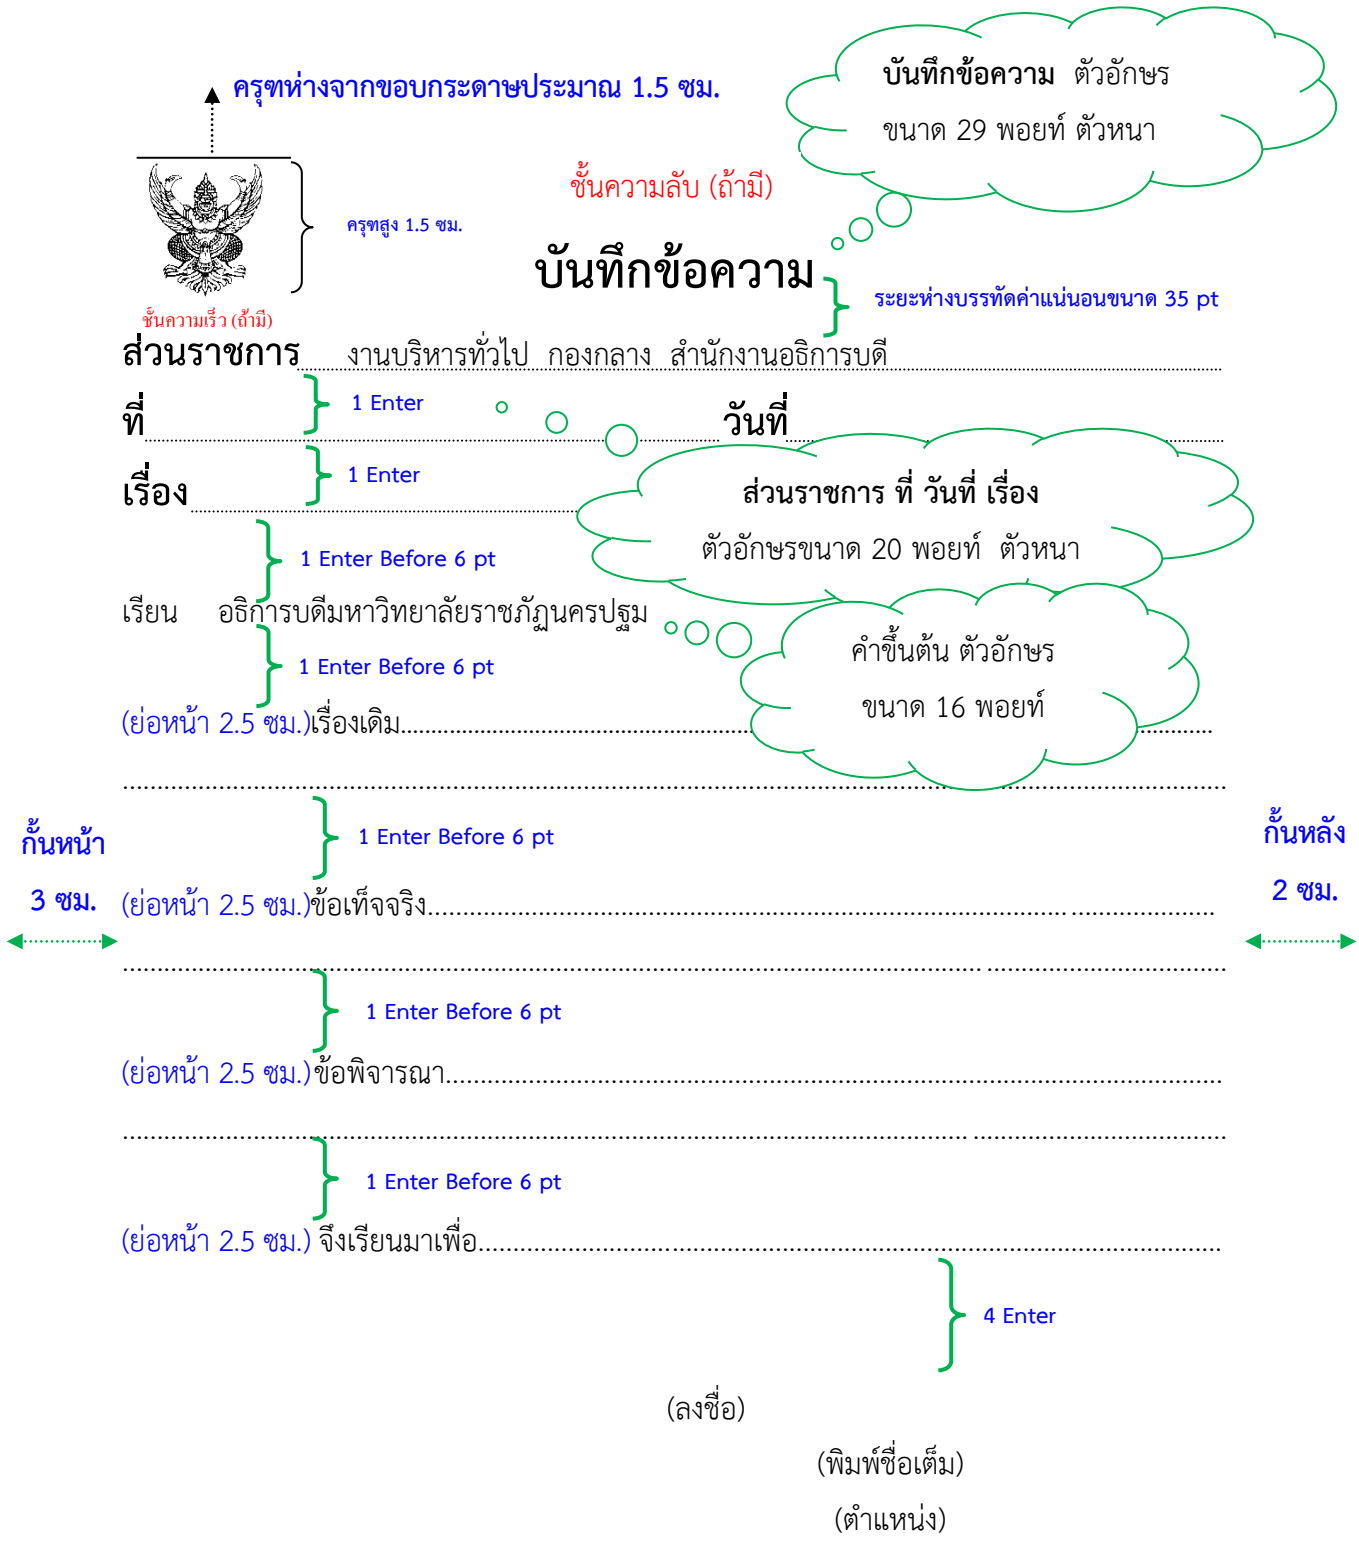 บันทึกข้อความ ตัวอักษร
ขนาด 29 พอยท์ ตัวหนา
ครุฑห่างจากขอบกระดาษประมาณ 1.5 ซม.
ชั้นความลับ (ถ้ามี)
ครุฑสูง 1.5 ซม.
บันทึกข้อความ
ระยะห่างบรรทัดค่าแน่นอนขนาด 35 pt
ชั้นความเร็ว (ถ้ามี)
ส่วนราชการ งานบริหารทั่วไป กองกลาง สำนักงานอธิการบดี
1 Enter
ที่ วันที่
1 Enter
เรื่อง
ส่วนราชการ ที่ วันที่ เรื่อง
ตัวอักษรขนาด 20 พอยท์ ตัวหนา
1 Enter Before 6 pt
เรียน อธิการบดีมหาวิทยาลัยราชภัฏนครปฐม
คำขึ้นต้น ตัวอักษร
ขนาด 16 พอยท์
1 Enter Before 6 pt
(ย่อหน้า 2.5 ซม.)เรื่องเดิม
1 Enter Before 6 pt
กั้นหน้า
3 ซม.
กั้นหลัง
2 ซม.
(ย่อหน้า 2.5 ซม.)ข้อเท็จจริง
1 Enter Before 6 pt
(ย่อหน้า 2.5 ซม.)ข้อพิจารณา
1 Enter Before 6 pt
(ย่อหน้า 2.5 ซม.) จึงเรียนมาเพื่อ
4 Enter
(ลงชื่อ)
(พิมพ์ชื่อเต็ม)
(ตำแหน่ง)